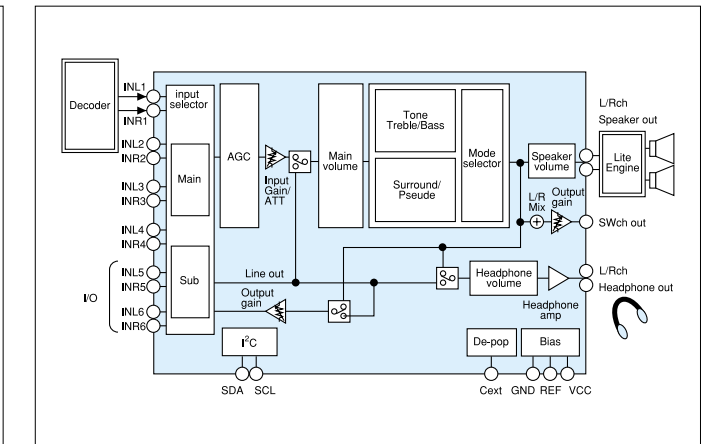 Decoder
INL1
INR1
INL2
INR2
INL3
INR3
INL4
INR4
I/O
INL5
INR5
INL6
INR6
input
selector
Main
Sub
AGC
Input
Gain/
ATT
Main
volume
Tone
Treble/Bass
Surround/
Pseude
Mode
selector
Speaker
volume
L/Rch
Speaker out
Lite
Engine
L/R
Mix
Output
gain
SWch out
Line out
Output
gain
Headphone
volume
Headphone
amp
L/Rch
Headphone out
I²C
SDA SCL
De-pop
Cext
Bias
GND REF VCC